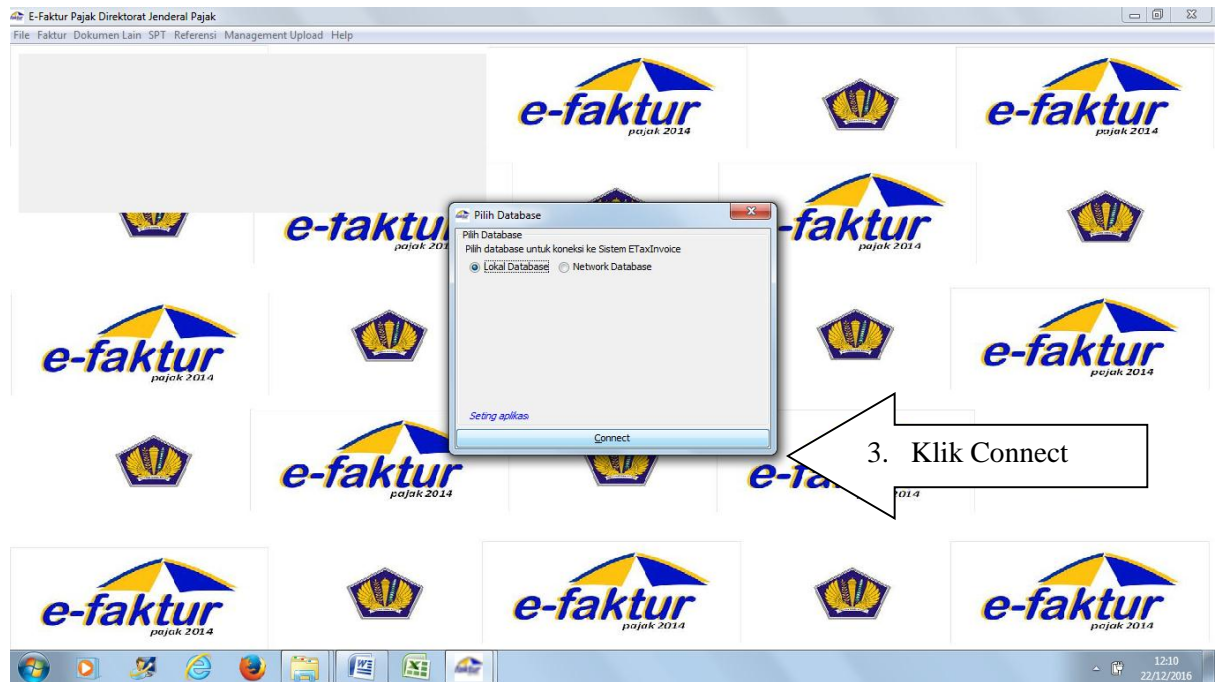 E-Faktur Pajak Direktorat Jenderal Pajak
File Faktur Dokumen Lain SPT Referensi Management Upload Help
e-faktur
pajak 2014
e-faktur
pajak 2014
Pilih Database
Pilih Database
Pilih database untuk koneksi ke Sistem ETaxInvoice
Lokal Database Network Database
Seting aplikasi
Connect
e-faktu
pajak 201
-faktur
pajak 2014
e-faktur
pajak 2014
e-faktur
pajak 2014
3. Klik Connect
e-faktur
pajak 2014
e-fa
2014
e-faktur
pajak 2014
e-faktur
pajak 2014
e-faktur
pajak 2014
12:10
22/12/2016